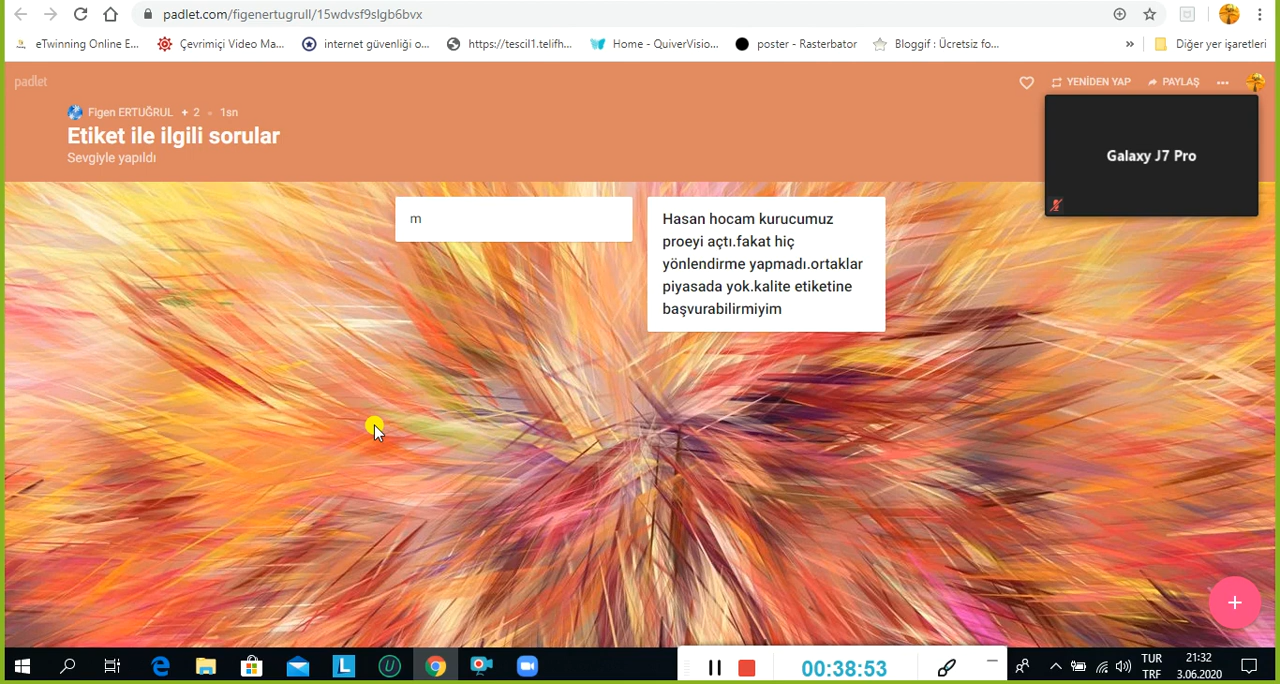 padlet.com/figenertugrull/15wdvsf9slgb6bvx
eTwinning Online E...
Çevrimiçi Video Ma...
internet güvenliği o...
https://tescil1.telifh...
Home - QuiverVisio...
poster - Rasterbator
Bloggif : Ücretsiz fo...
»
Diğer yer işaretleri
padlet
YENİDEN YAP
PAYLAŞ
Figen ERTUĞRUL + 2 • 1sn
Etiket ile ilgili sorular
Sevgiyle yapıldı
Galaxy J7 Pro
m
Hasan hocam kurucumuz
proeyi açtı.fakat hiç
yönlendirme yapmadı.ortaklar
piyasada yok.kalite etiketine
başvurabilirmiyim
00:38:53
TUR
TRF
21:32
3.06.2020